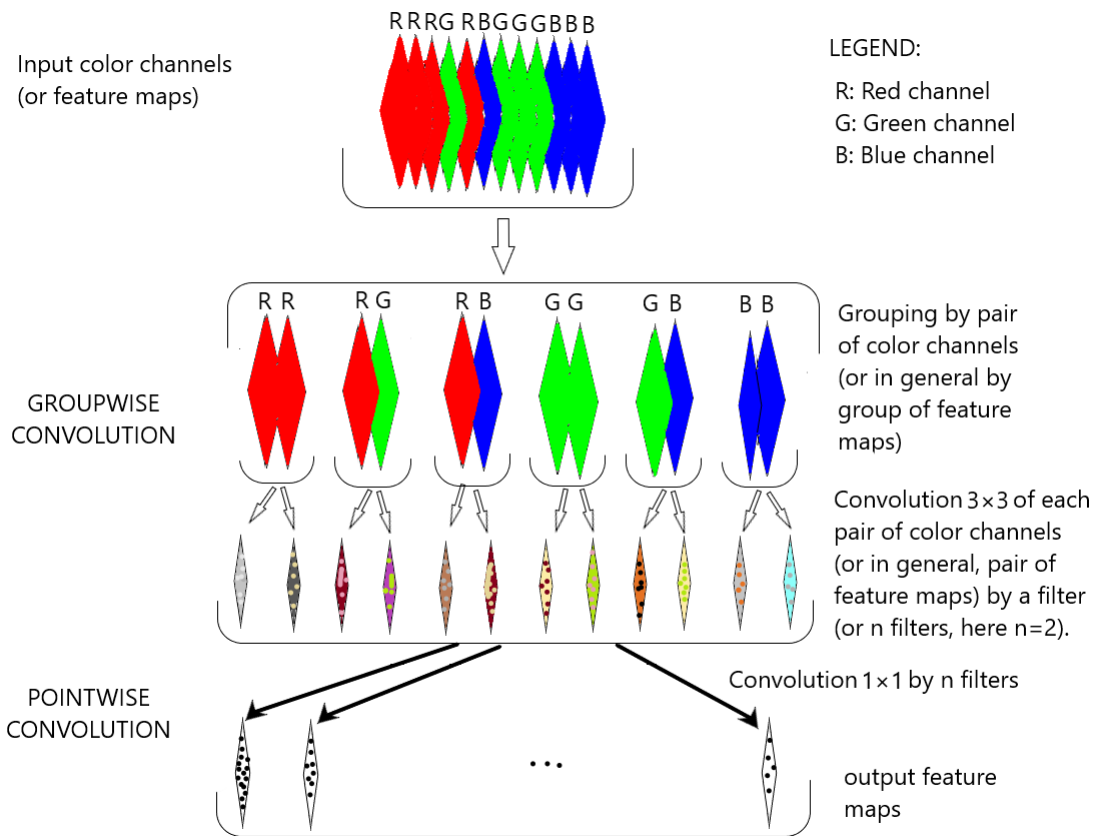 R R R G R B G G G B B B
Input color channels
(or feature maps)
LEGEND:
R: Red channel
G: Green channel
B: Blue channel
R R R G R B G G G B B B
Grouping by pair
of color channels
(or in general by
group of feature
maps)
GROUPWISE
CONVOLUTION
Convolution 3×3 of each
pair of color channels
(or in general, pair of
feature maps) by a filter
(or n filters, here n=2).
Convolution 1×1 by n filters
POINTWISE
CONVOLUTION
...
output feature
maps